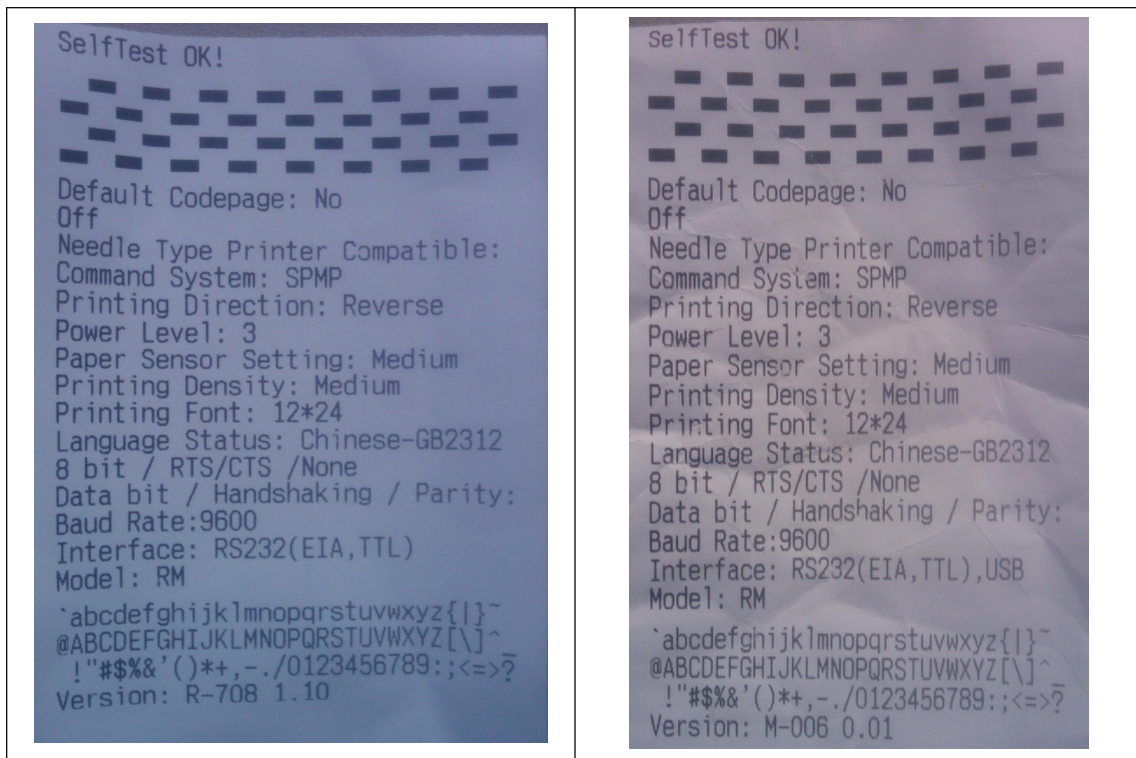 SelfTest OK!
Default Codepage: No
Off
Needle Type Printer Compatible:
Command System: SPMP
Printing Direction: Reverse
Power Level: 3
Paper Sensor Setting: Medium
Printing Density: Medium
Printing Font: 12*24
Language Status: Chinese-GB2312
8 bit / RTS/CTS /None
Data bit / Handshaking / Parity:
Baud Rate:9600
Interface: RS232(EIA,TTL)
Model: RM
`abcdefghijklmnopqrstuvwxyz{|}~
@ABCDEFGHIJKLMNOPQRSTUVWXYZ[\]^_
!"#$%&'()*+,-./0123456789:;<=>?
Version: R-708 1.10
SelfTest OK!
Default Codepage: No
Off
Needle Type Printer Compatible:
Command System: SPMP
Printing Direction: Reverse
Power Level: 3
Paper Sensor Setting: Medium
Printing Density: Medium
Printing Font: 12*24
Language Status: Chinese-GB2312
8 bit / RTS/CTS /None
Data bit / Handshaking / Parity:
Baud Rate:9600
Interface: RS232(EIA,TTL),USB
Model: RM
`abcdefghijklmnopqrstuvwxyz{|}~
@ABCDEFGHIJKLMNOPQRSTUVWXYZ[\]^_
!"#$%&'()*+,-./0123456789:;<=>?
Version: M-006 0.01